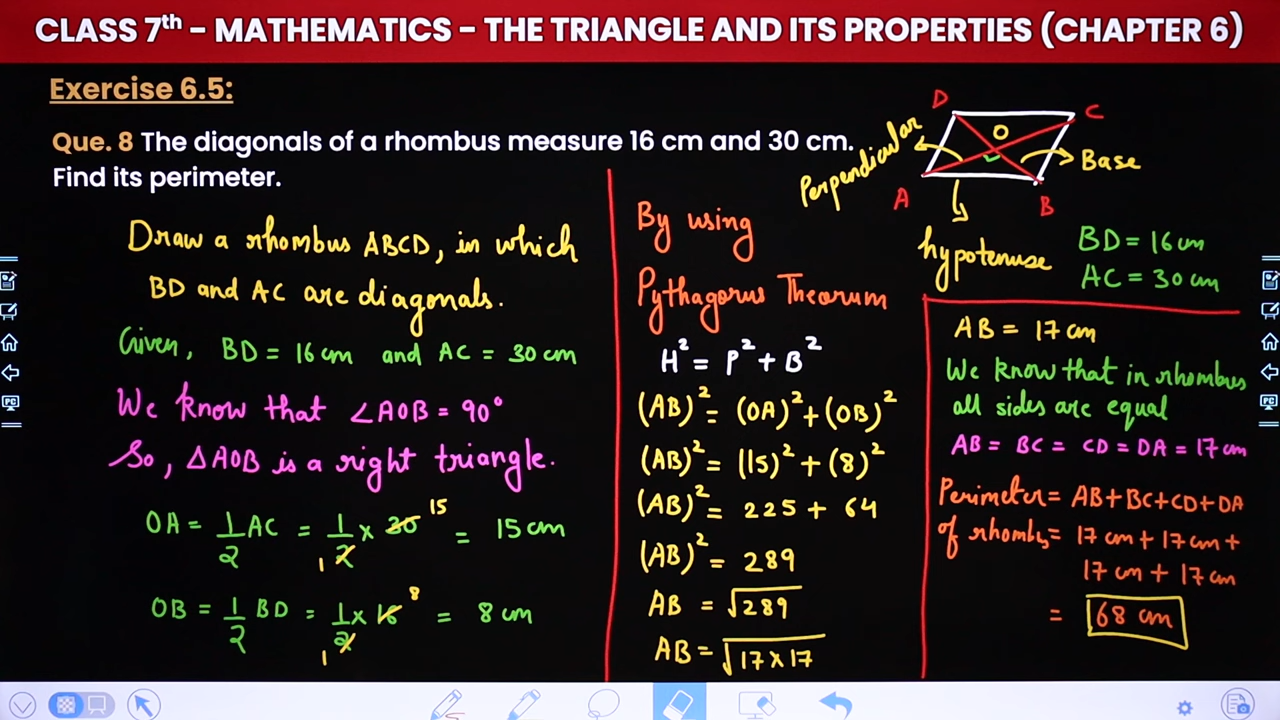 CLASS 7th - MATHEMATICS - THE TRIANGLE AND ITS PROPERTIES (CHAPTER 6)
Exercise 6.5:
Que. 8 The diagonals of a rhombus measure 16 cm and 30 cm.
Find its perimeter.
Draw a rhombus ABCD, in which
BD and AC are diagonals.
Given, BD = 16 cm and AC = 30 cm
We know that ∠AOB = 90°
So, △AOB is a right triangle.
OA = 1/2 AC = 1/2 × 30 = 15 cm
15
1
OB = 1/2 BD = 1/2 × 16 = 8 cm
8
1
By using
Pythagorus Theorum
H² = P² + B²
(AB)² = (OA)² + (OB)²
(AB)² = (15)² + (8)²
(AB)² = 225 + 64
(AB)² = 289
AB = √289
AB = √17×17
D
C
O
A
B
Perpendicular
Base
hypotenuse
BD = 16 cm
AC = 30 cm
AB = 17 cm
We know that in rhombus
all sides are equal
AB = BC = CD = DA = 17 cm
Perimeter = AB+BC+CD+DA
of rhombus = 17 cm + 17 cm +
17 cm + 17 cm
= 68 cm
PC
PC